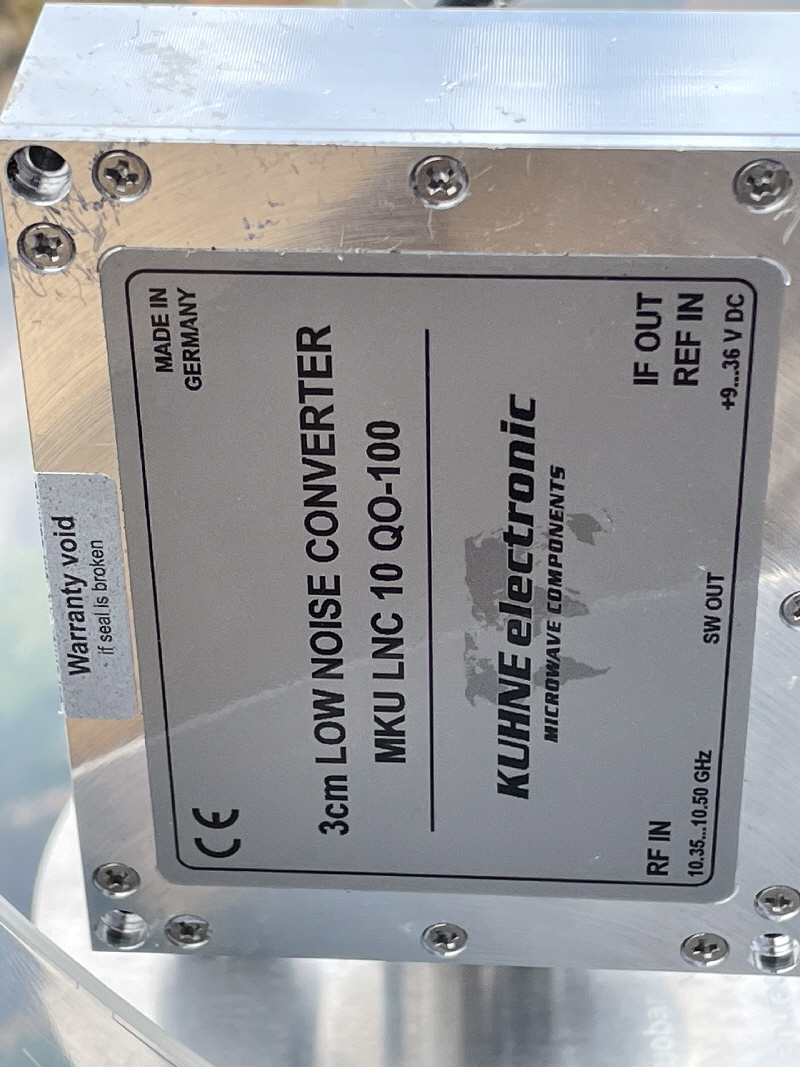 Warranty void
if seal is broken
CE
MADE IN
GERMANY
3cm LOW NOISE CONVERTER
MKU LNC 10 QO-100
KUHNE electronic
MICROWAVE COMPONENTS
RF IN
10.35...10.50 GHz
SW OUT
IF OUT
REF IN
+9....36 V DC